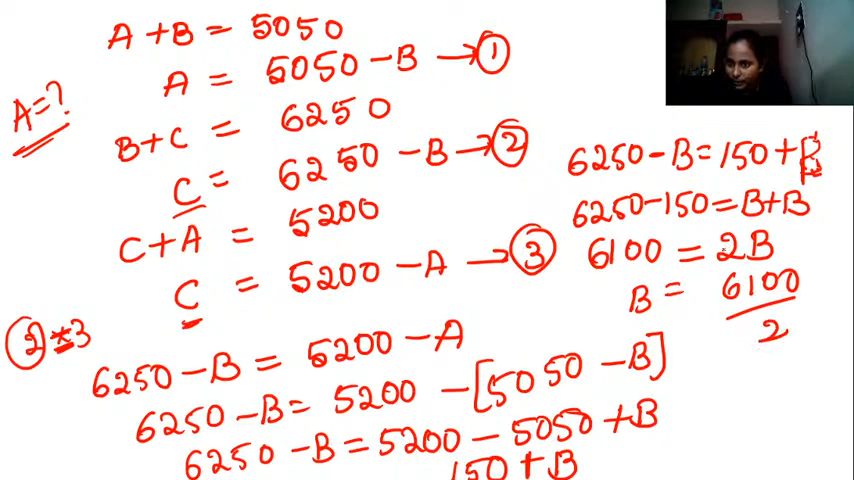 A+B = 5050
A = 5050 -B → ①
A=?
B+C = 6250
C = 6250 -B → ②
C+A = 5200
C = 5200 -A → ③
② * 3
6250 -B = 5200 -A
6250 -B = 5200 -[5050 -B]
6250 -B = 5200 - 5050 +B
150 +B
6250 -B = 150 +B
6250 -150 = B+B
6100 = 2B
B = 6100
2